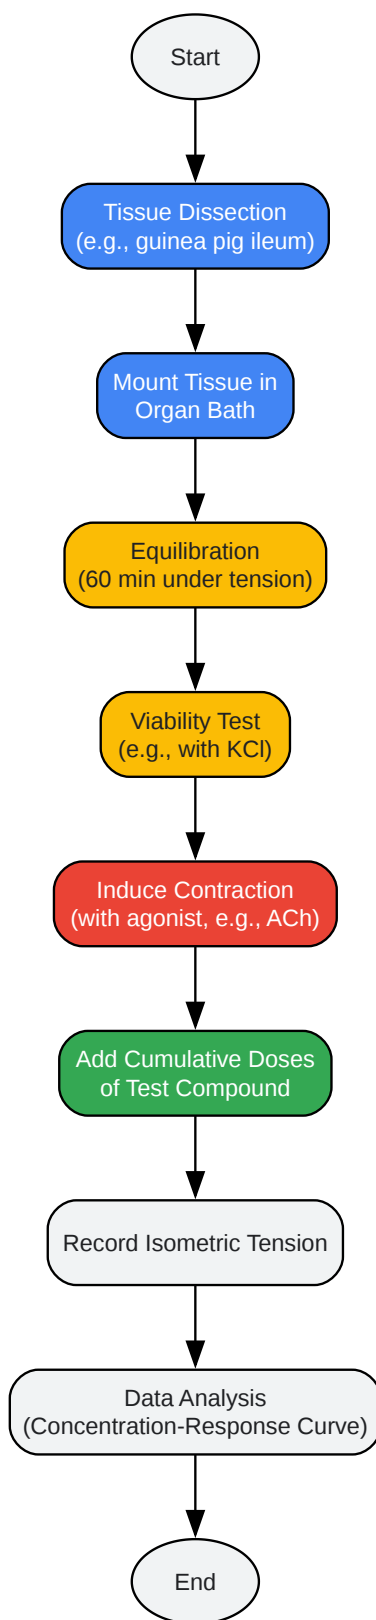 Start
Tissue Dissection
(e.g., guinea pig ileum)
Mount Tissue in
Organ Bath
Equilibration
(60 min under tension)
Viability Test
(e.g., with KCl)
Induce Contraction
(with agonist, e.g., ACh)
Add Cumulative Doses
of Test Compound
Record Isometric Tension
Data Analysis
(Concentration-Response Curve)
End